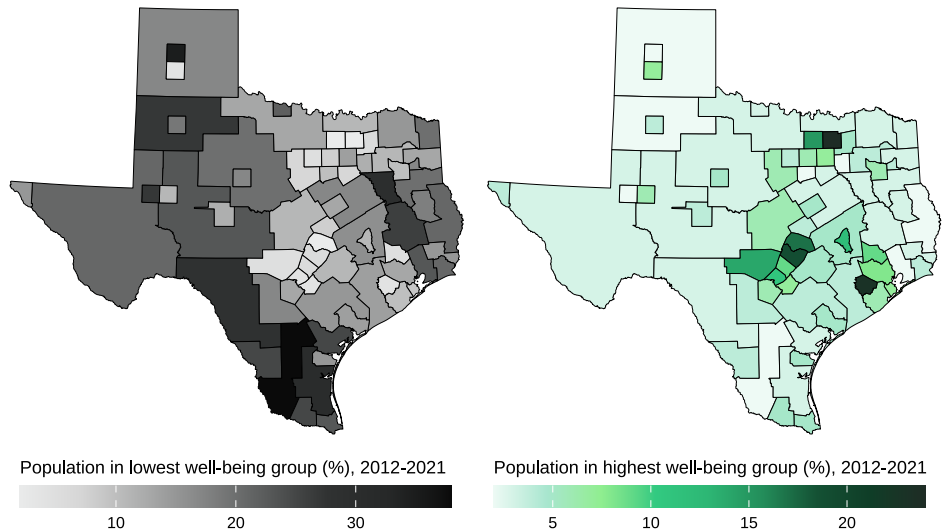 Population in lowest well-being group (%), 2012-2021
10 20 30
Population in highest well-being group (%), 2012-2021
5 10 15 20